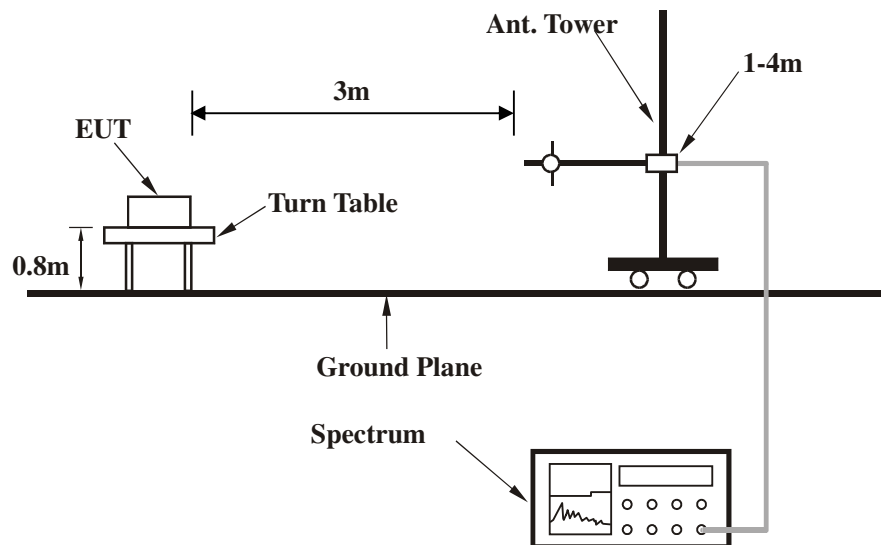 Ant. Tower
1-4m
3m
EUT
Turn Table
0.8m
Ground Plane
Spectrum